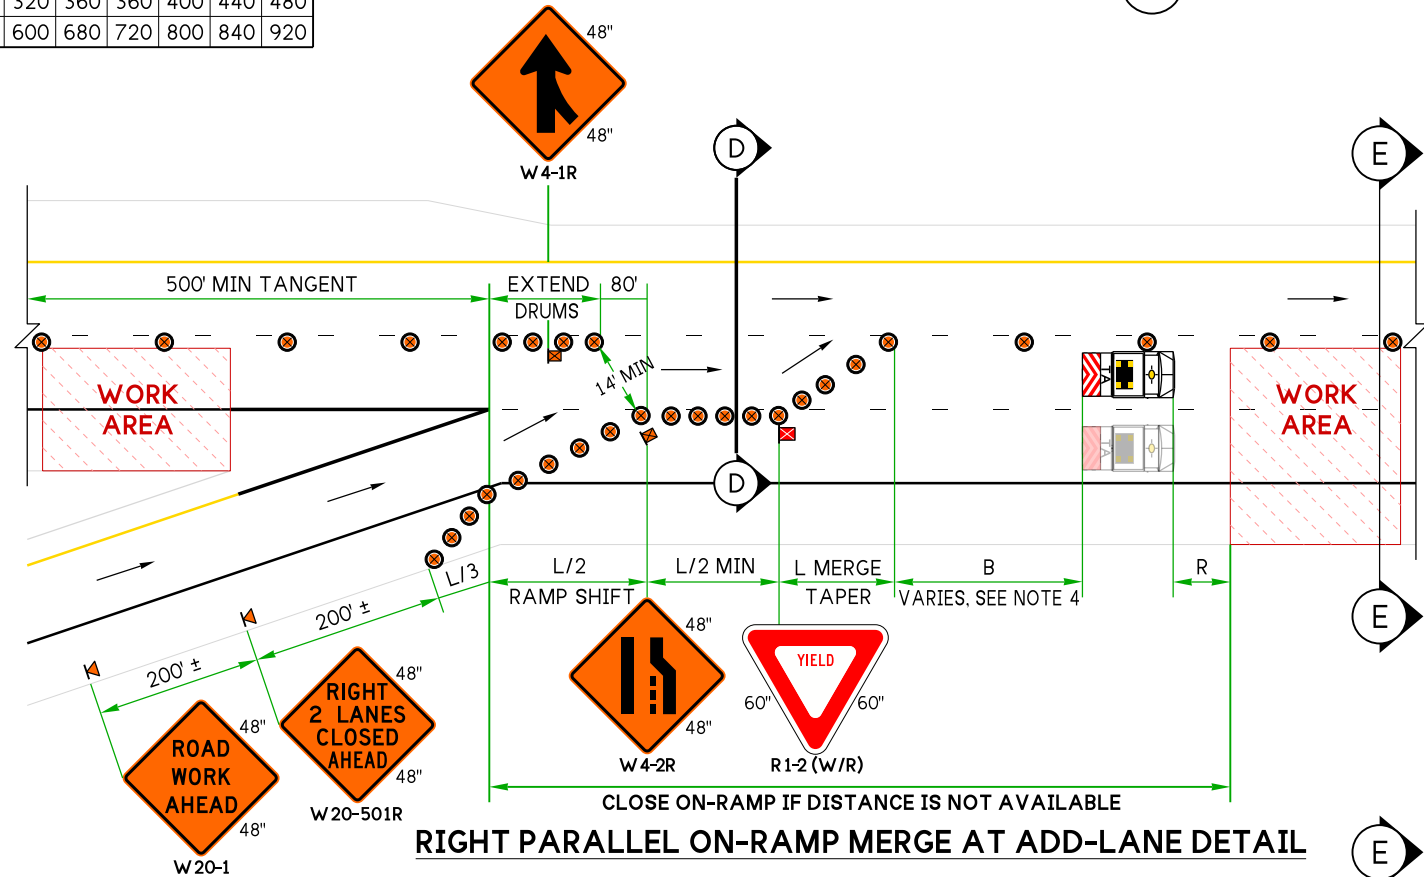 320 360 360 400 440 480
600 680 720 800 840 920
48"
48"
W4-1R
D
E
500' MIN TANGENT
EXTEND
DRUMS
80'
14' MIN
WORK
AREA
WORK
AREA
D
L/3
L/2
RAMP SHIFT
L/2 MIN
L MERGE
TAPER
B
VARIES, SEE NOTE 4
R
E
200' ±
200' ±
48"
48"
W4-2R
YIELD
60"
60"
R1-2 (W/R)
RIGHT
2 LANES
CLOSED
AHEAD
48"
48"
W20-501R
ROAD
WORK
AHEAD
48"
48"
W20-1
CLOSE ON-RAMP IF DISTANCE IS NOT AVAILABLE
RIGHT PARALLEL ON-RAMP MERGE AT ADD-LANE DETAIL
E